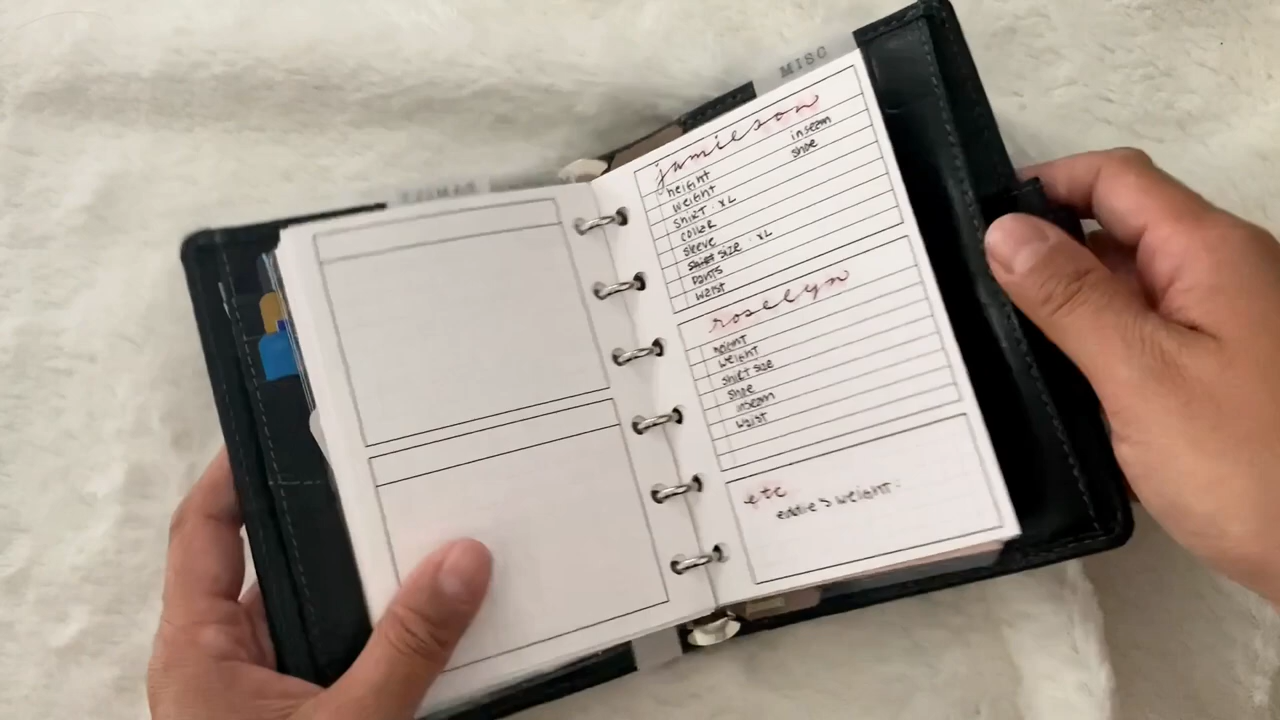 MISC
jamieson
height inseam
weight shoe
shirt : XL
collar
sleeve
shirt size : XL
pants
waist
roselyn
height
weight
shirt size
shoe
inseam
waist
etc
eddie > weight: